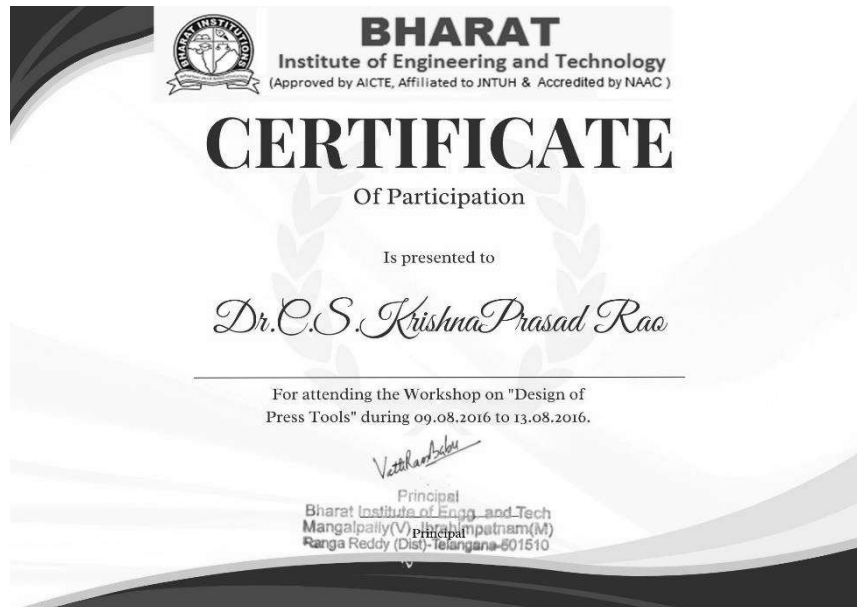 BHARAT INSTITUTIONS
BHARAT
Institute of Engineering and Technology
(Approved by AICTE, Affiliated to JNTUH & Accredited by NAAC )
CERTIFICATE
Of Participation
Is presented to
Dr.C.S.KrishnaPrasad Rao
For attending the Workshop on "Design of
Press Tools" during 09.08.2016 to 13.08.2016.
Principal
Bharat Institute of Engg. and Tech
Mangalpally(V), Ibrahimpatnam(M)
Principal
Ranga Reddy (Dist)-Telangana-501510